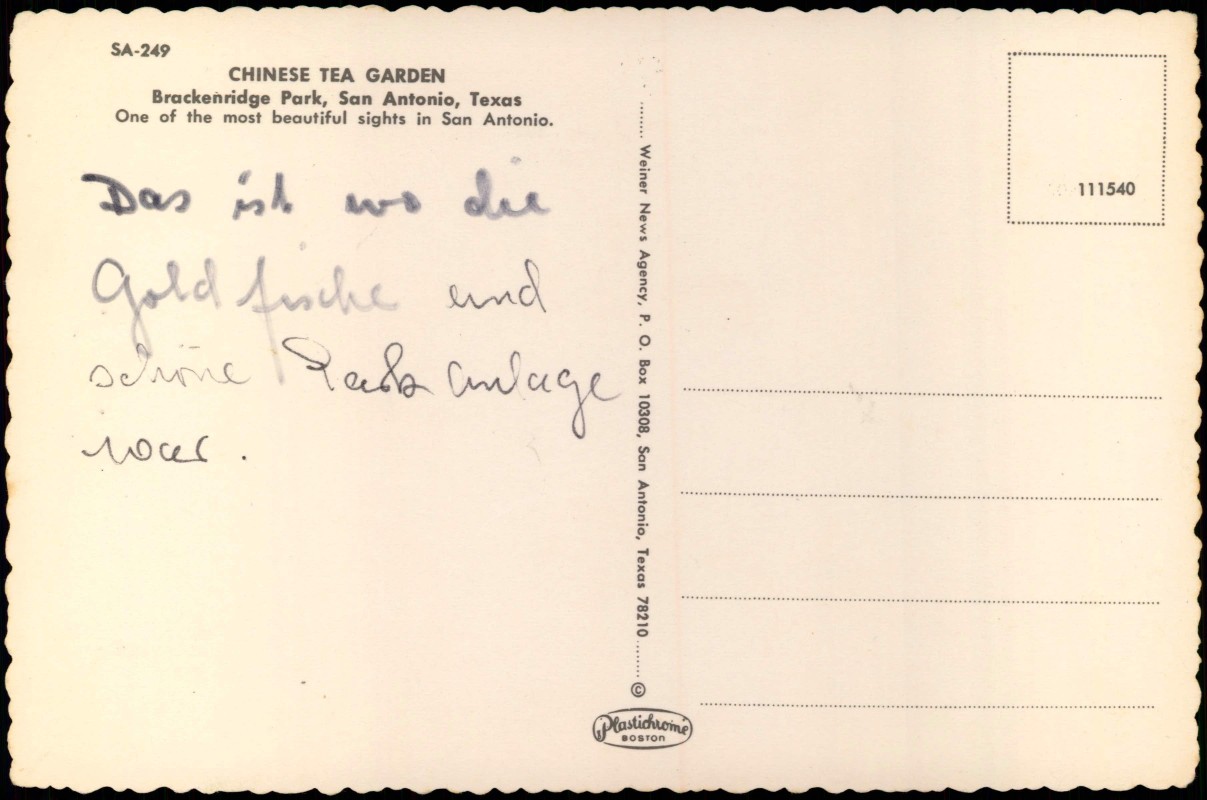 SA-249
CHINESE TEA GARDEN
Brackenridge Park, San Antonio, Texas
One of the most beautiful sights in San Antonio.
Das ist wo die
Goldfische und
schöne Park Anlage
war.
Weiner News Agency, P. O. Box 10308, San Antonio, Texas 78210
©
Plastichrome
BOSTON
111540